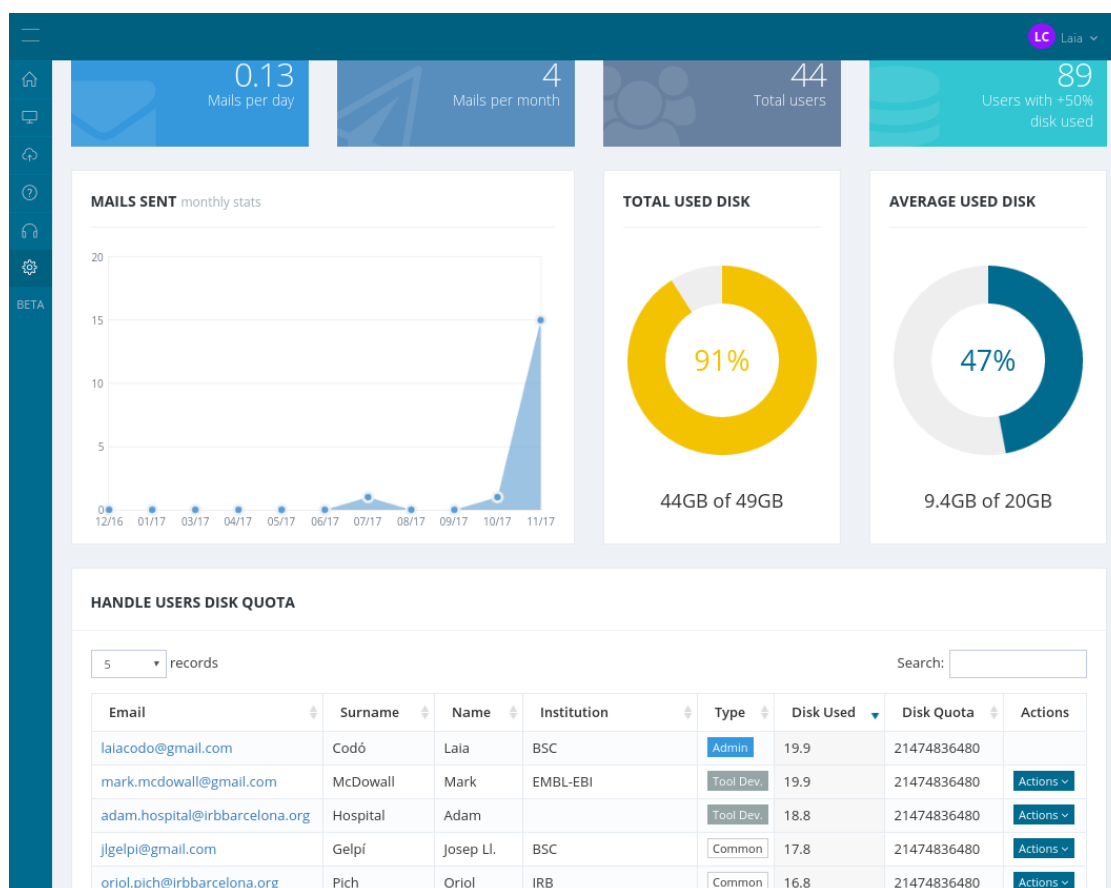 LC Laia
0.13
Mails per day
4
Mails per month
44
Total users
89
Users with +50%
disk used
BETA
MAILS SENT monthly stats
20
15
10
5
0
12/16 01/17 03/17 04/17 05/17 06/17 07/17 08/17 09/17 10/17 11/17
TOTAL USED DISK
91%
44GB of 49GB
AVERAGE USED DISK
47%
9.4GB of 20GB
HANDLE USERS DISK QUOTA
5 records
Search:
Email Surname Name Institution Type Disk Used Disk Quota Actions
laiacodo@gmail.com Codó Laia BSC Admin 19.9 21474836480
mark.mcdowall@gmail.com McDowall Mark EMBL-EBI Tool Dev. 19.9 21474836480 Actions
adam.hospital@irbbarcelona.org Hospital Adam Tool Dev. 18.8 21474836480 Actions
jlgelpi@gmail.com Gelpí Josep Ll. BSC Common 17.8 21474836480 Actions
oriol.pich@irbbarcelona.org Pich Oriol IRB Common 16.8 21474836480 Actions